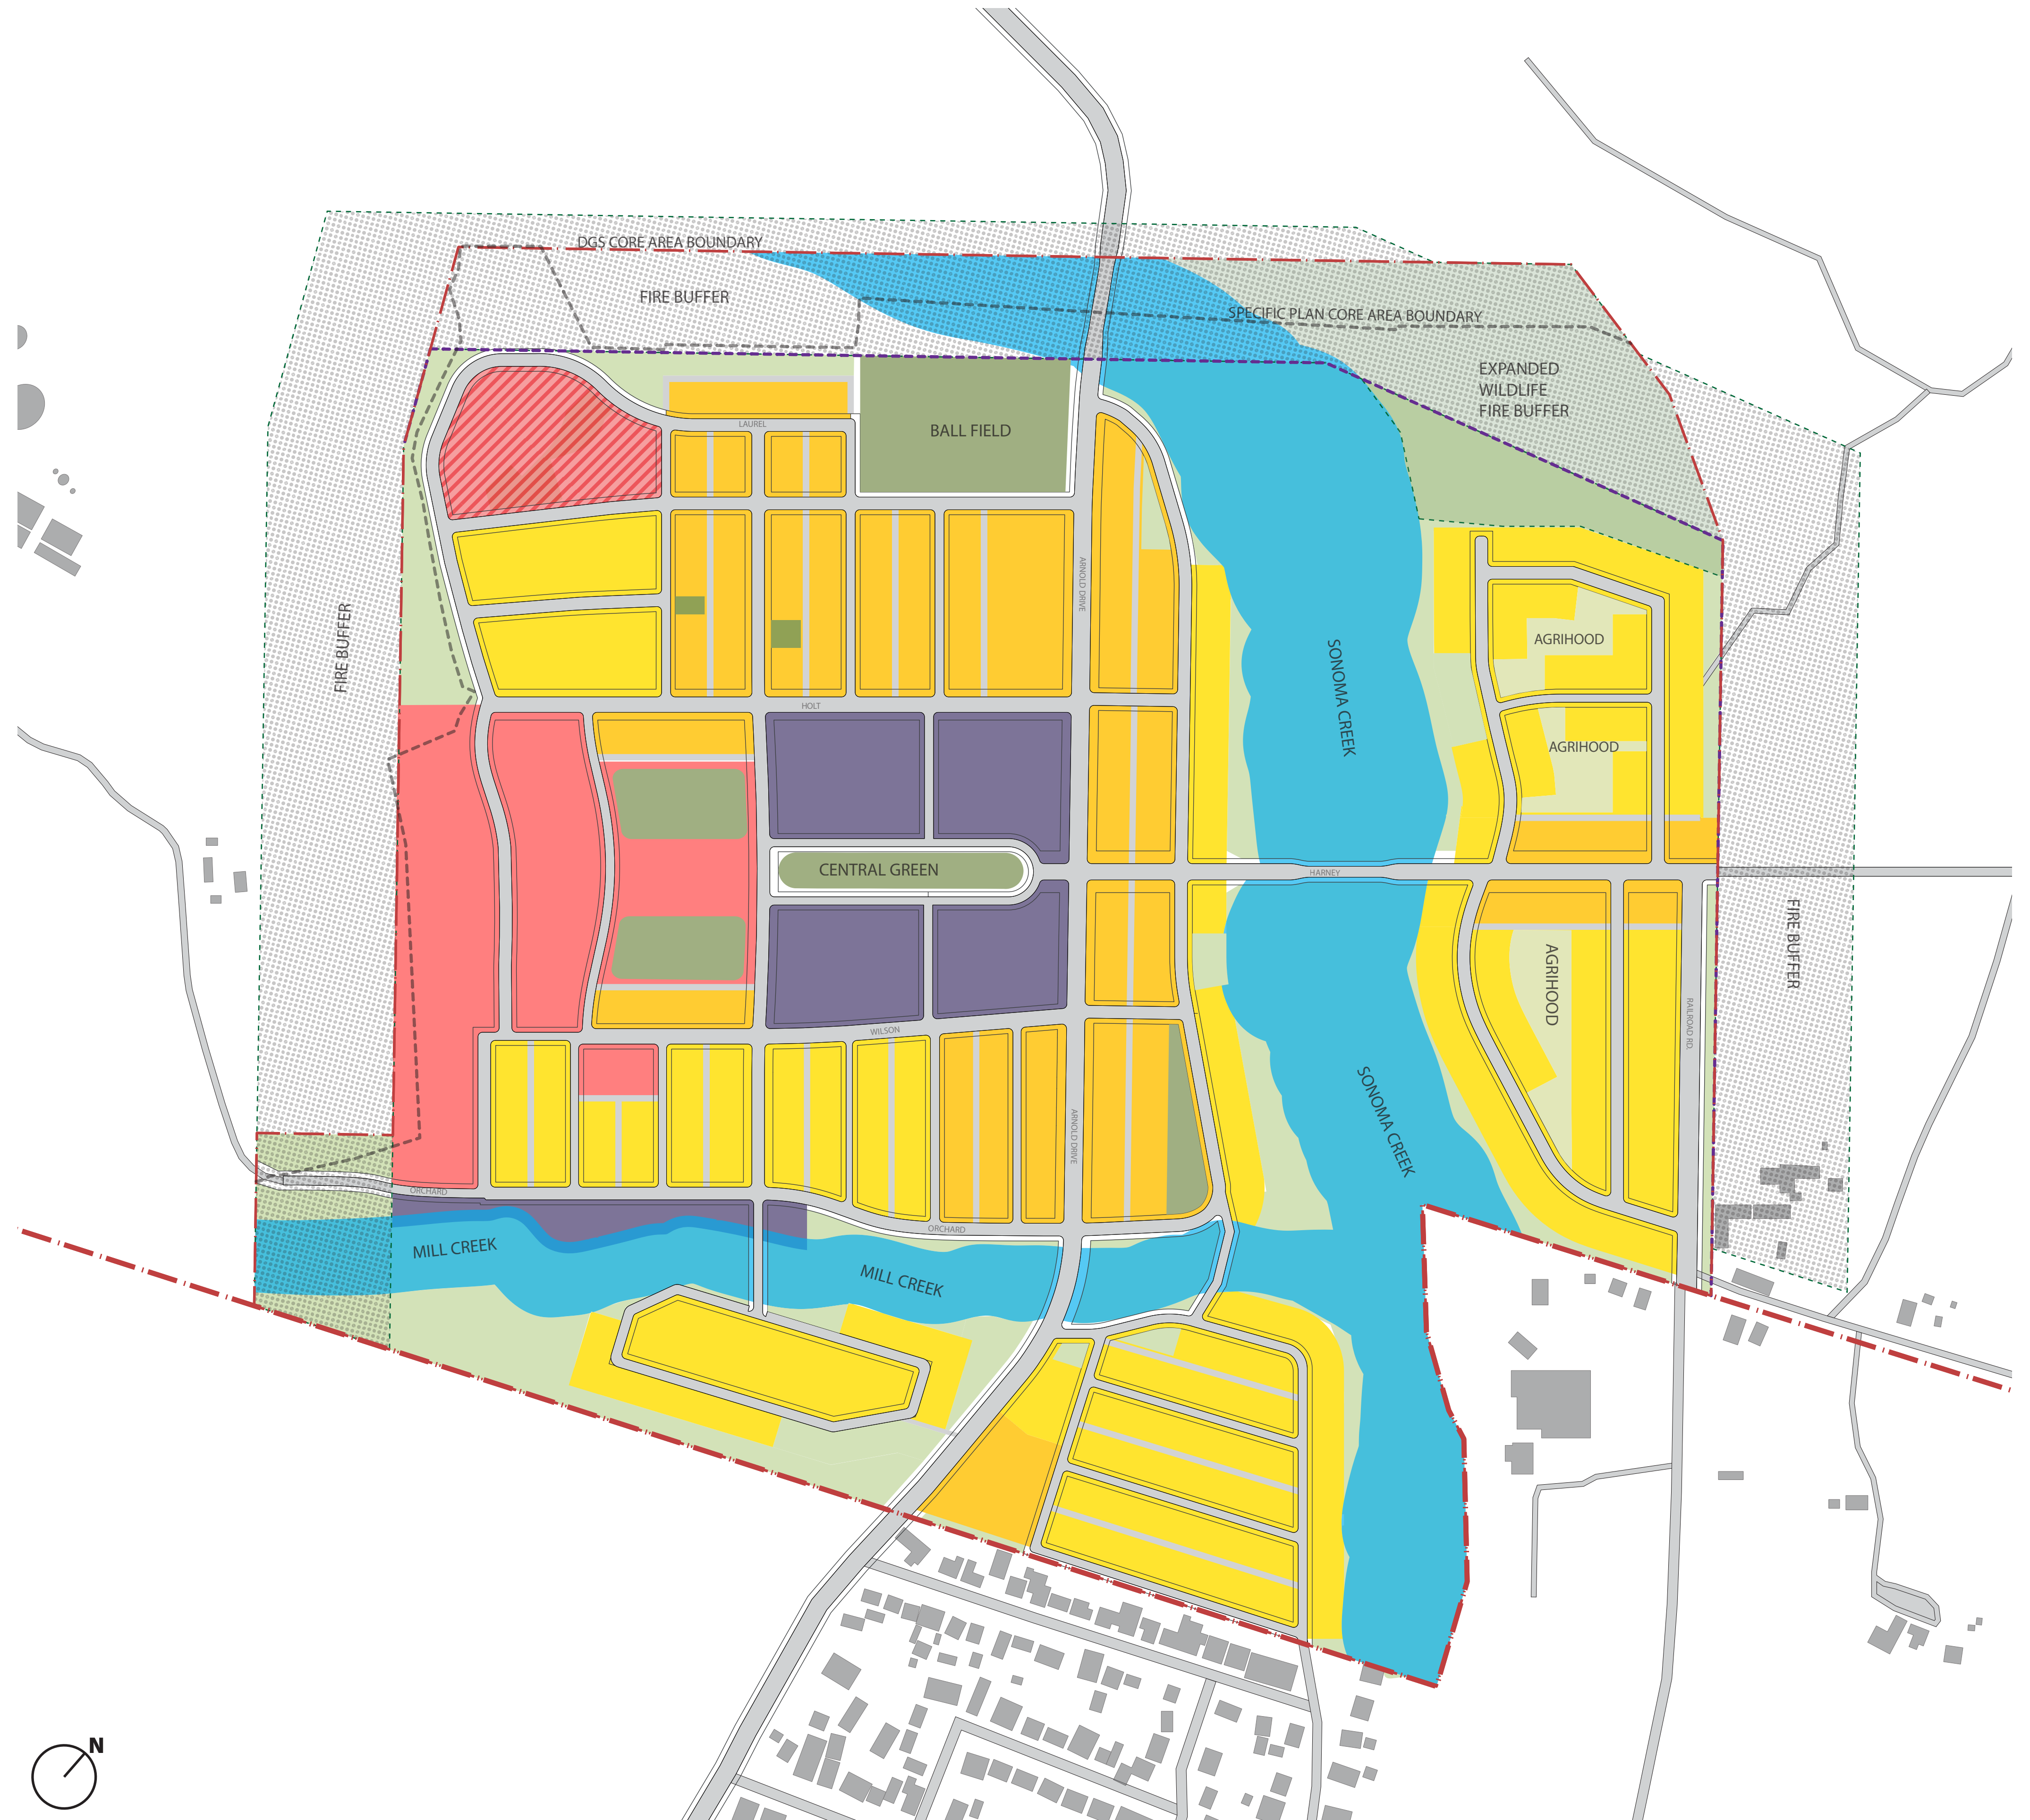 DGS CORE AREA BOUNDARY
FIRE BUFFER
SPECIFIC PLAN CORE AREA BOUNDARY
EXPANDED
WILDLIFE
FIRE BUFFER
LAUREL
BALL FIELD
ARNOLD DRIVE
FIRE BUFFER
SONOMA CREEK
AGRIHOOD
HOLT
AGRIHOOD
CENTRAL GREEN
HARNEY
FIRE BUFFER
AGRIHOOD
RAILROAD RD.
WILSON
SONOMA CREEK
ARNOLD DRIVE
ORCHARD
ORCHARD
MILL CREEK
MILL CREEK
N